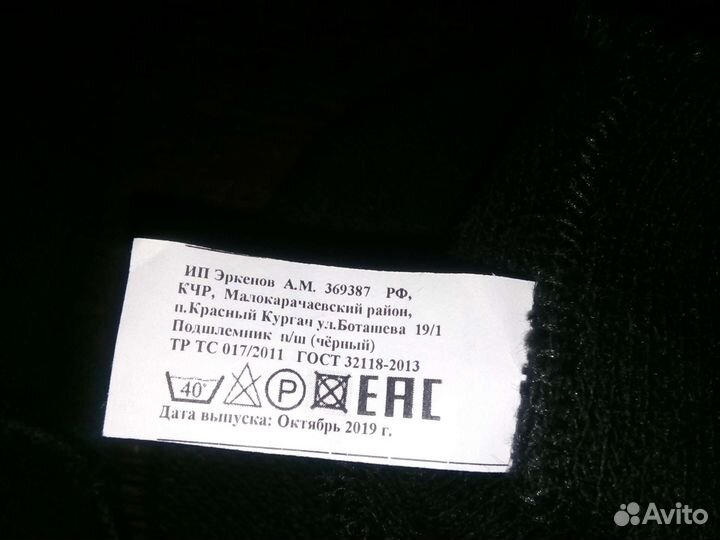 ИП Эркенов А.М. 369387 РФ,
КЧР, Малокарачаевский район,
п.Красный Курган ул.Боташева 19/1
Подшлемник п/ш (чёрный)
ТР ТС 017/2011 ГОСТ 32118-2013
40° P EAC
Дата выпуска: Октябрь 2019 г.
Avito